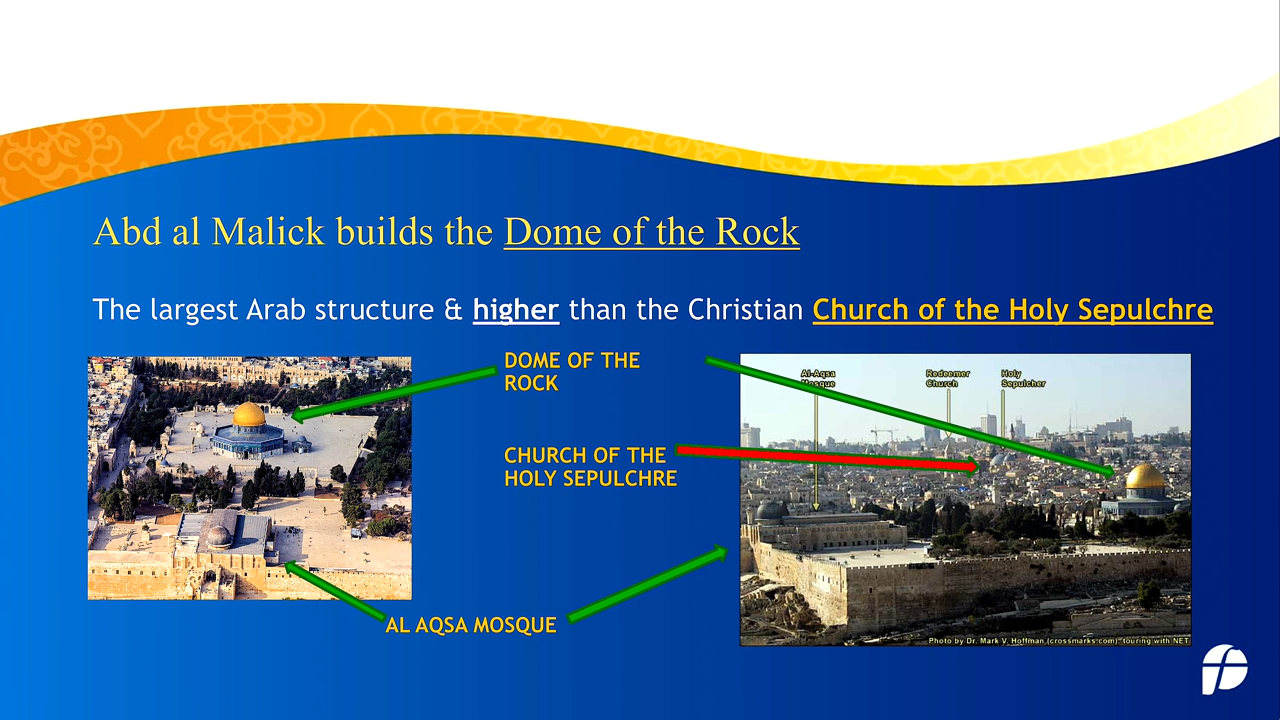 Abd al Malick builds the Dome of the Rock
The largest Arab structure & higher than the Christian Church of the Holy Sepulchre
DOME OF THE
ROCK
CHURCH OF THE
HOLY SEPULCHRE
AL AQSA MOSQUE
Al-Aqsa
Mosque
Redeemer
Church
Holy
Sepulcher
Photo by Dr. Mark V. Hoffman (crossmarks.com) "touring with NET